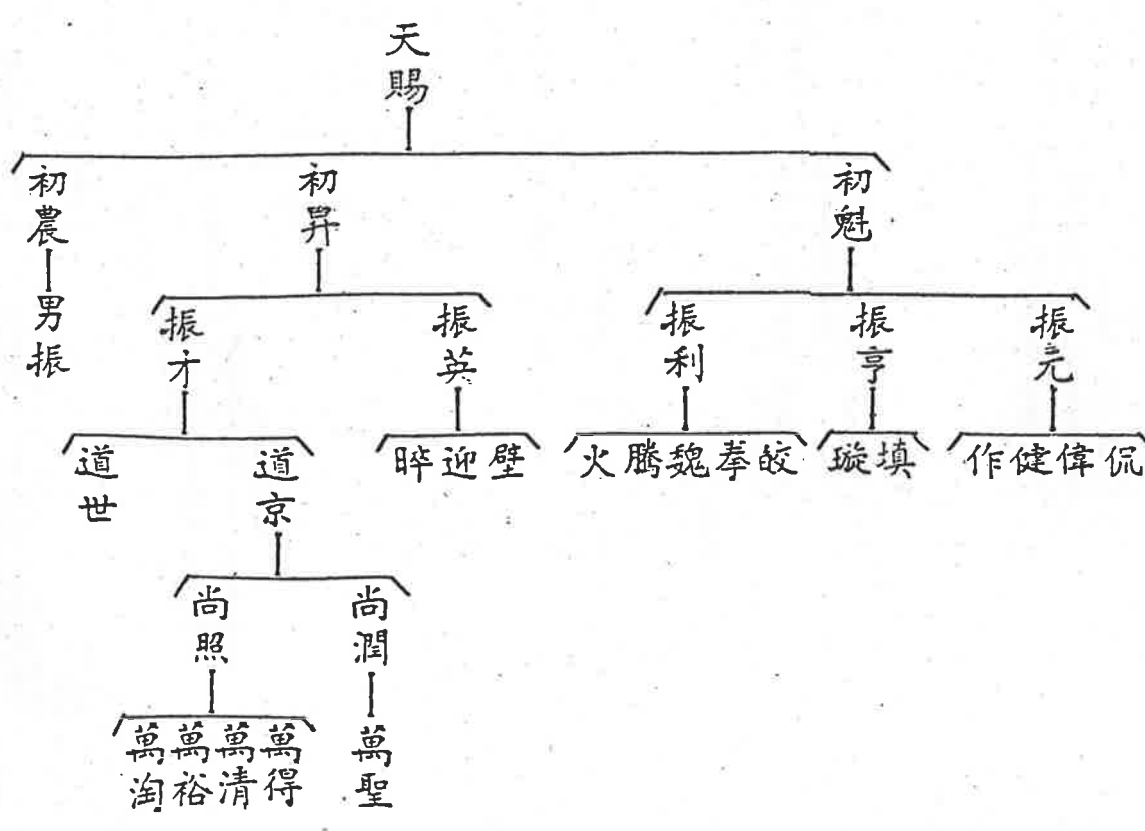 天賜
初魁
初昇
初農
振元
振亨
振利
振英
振才
男振
侃偉健作
填璇
皎奉魏騰火
壁迎晬
道京
道世
尚潤
尚照
萬聖
萬得
萬清
萬裕
萬淘